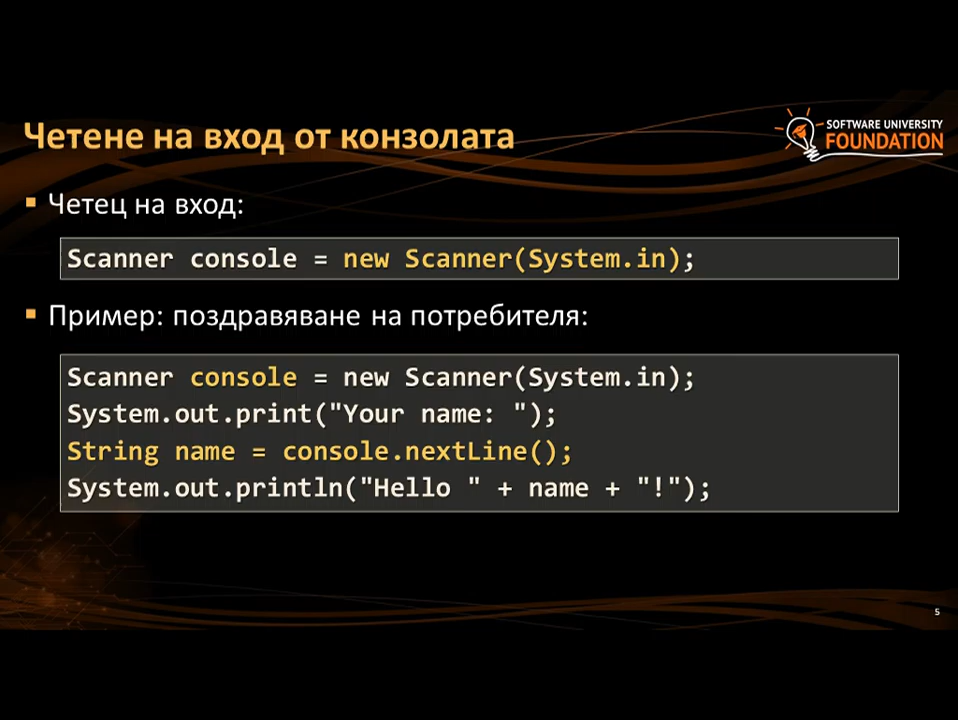 Четене на вход от конзолата
SOFTWARE UNIVERSITY
FOUNDATION
Четец на вход:
Scanner console = new Scanner(System.in);
Пример: поздравяване на потребителя:
Scanner console = new Scanner(System.in);
System.out.print("Your name: ");
String name = console.nextLine();
System.out.println("Hello " + name + "!");
5